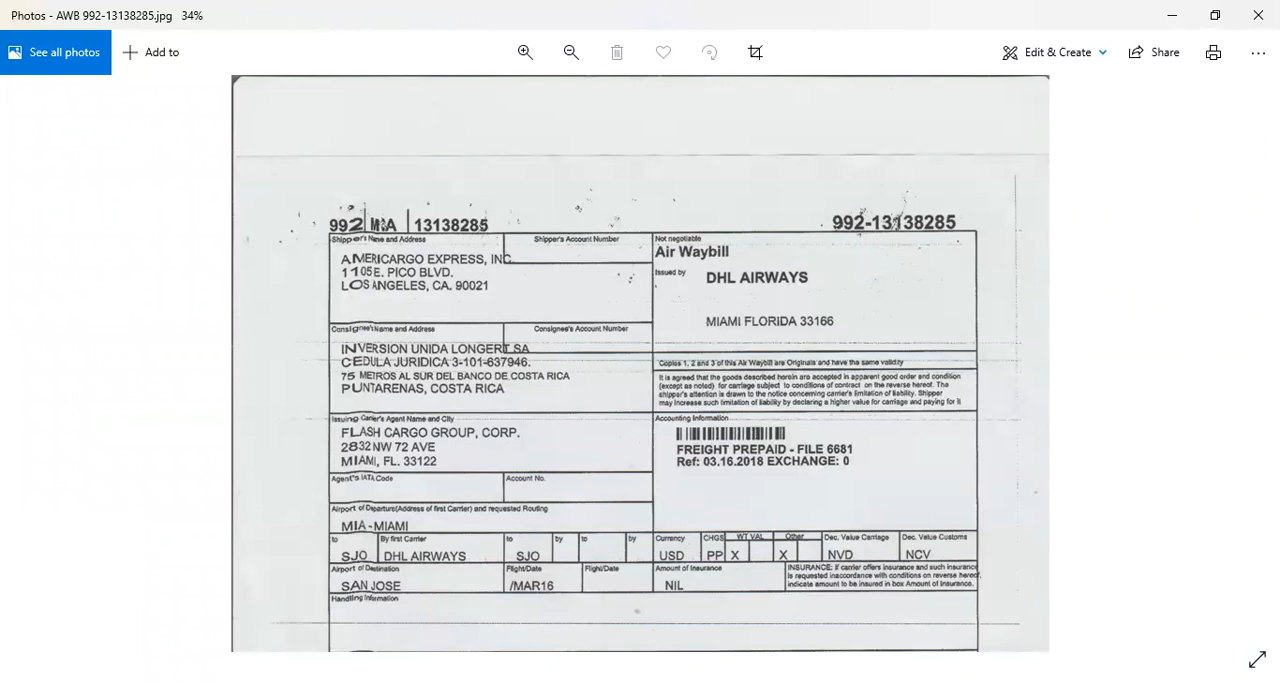 Photos - AWB 992-13138285.jpg   34%
See all photos   Add to   Edit & Create   Share
992 MIA 13138285   992-13138285
Shipper's Name and Address   Shipper's Account Number
AMERICARGO EXPRESS, INC.
1105 E. PICO BLVD.
LOS ANGELES, CA. 90021
Not negotiable
Air Waybill
Issued by   DHL AIRWAYS
MIAMI FLORIDA 33166
Consignee's Name and Address   Consignee's Account Number
INVERSION UNIDA LONGERT SA
CEDULA JURIDICA 3-101-637946.
75 METROS AL SUR DEL BANCO DE COSTA RICA
PUNTARENAS, COSTA RICA
Copies 1, 2 and 3 of this Air Waybill are Originals and have the same validity
It is agreed that the goods described herein are accepted in apparent good order and condition
(except as noted) for carriage subject to conditions of contract on the reverse hereof. The
shipper's attention is drawn to the notice concerning carrier's limitation of liability. Shipper
may increase such limitation of liability by declaring a higher value for carriage and paying for it
Issuing Carier's Agent Name and City
FLASH CARGO GROUP, CORP.
2832 NW 72 AVE
MIAMI, FL. 33122
Accounting Information
FREIGHT PREPAID - FILE 6681
Ref: 03.16.2018 EXCHANGE: 0
Agent's IATA Code   Account No.
Airport of Departure(Address of first Carrier) and requested Routing
MIA - MIAMI
to   By first Carrier   to   by   to   by   Currency   CHGS   WT VAL   Other   Dec. Value Carriage   Dec. Value Customs
SJO   DHL AIRWAYS   SJO   USD   PP   X   X   NVD   NCV
Airport of Destination   Flight/Date   Flight/Date   Amount of Insurance
SAN JOSE   /MAR16   NIL
INSURANCE: If carrier offers insurance and such insurance
is requested inaccordance with conditions on reverse hereof,
indicate amount to be insured in box Amount of Insurance.
Handling Information